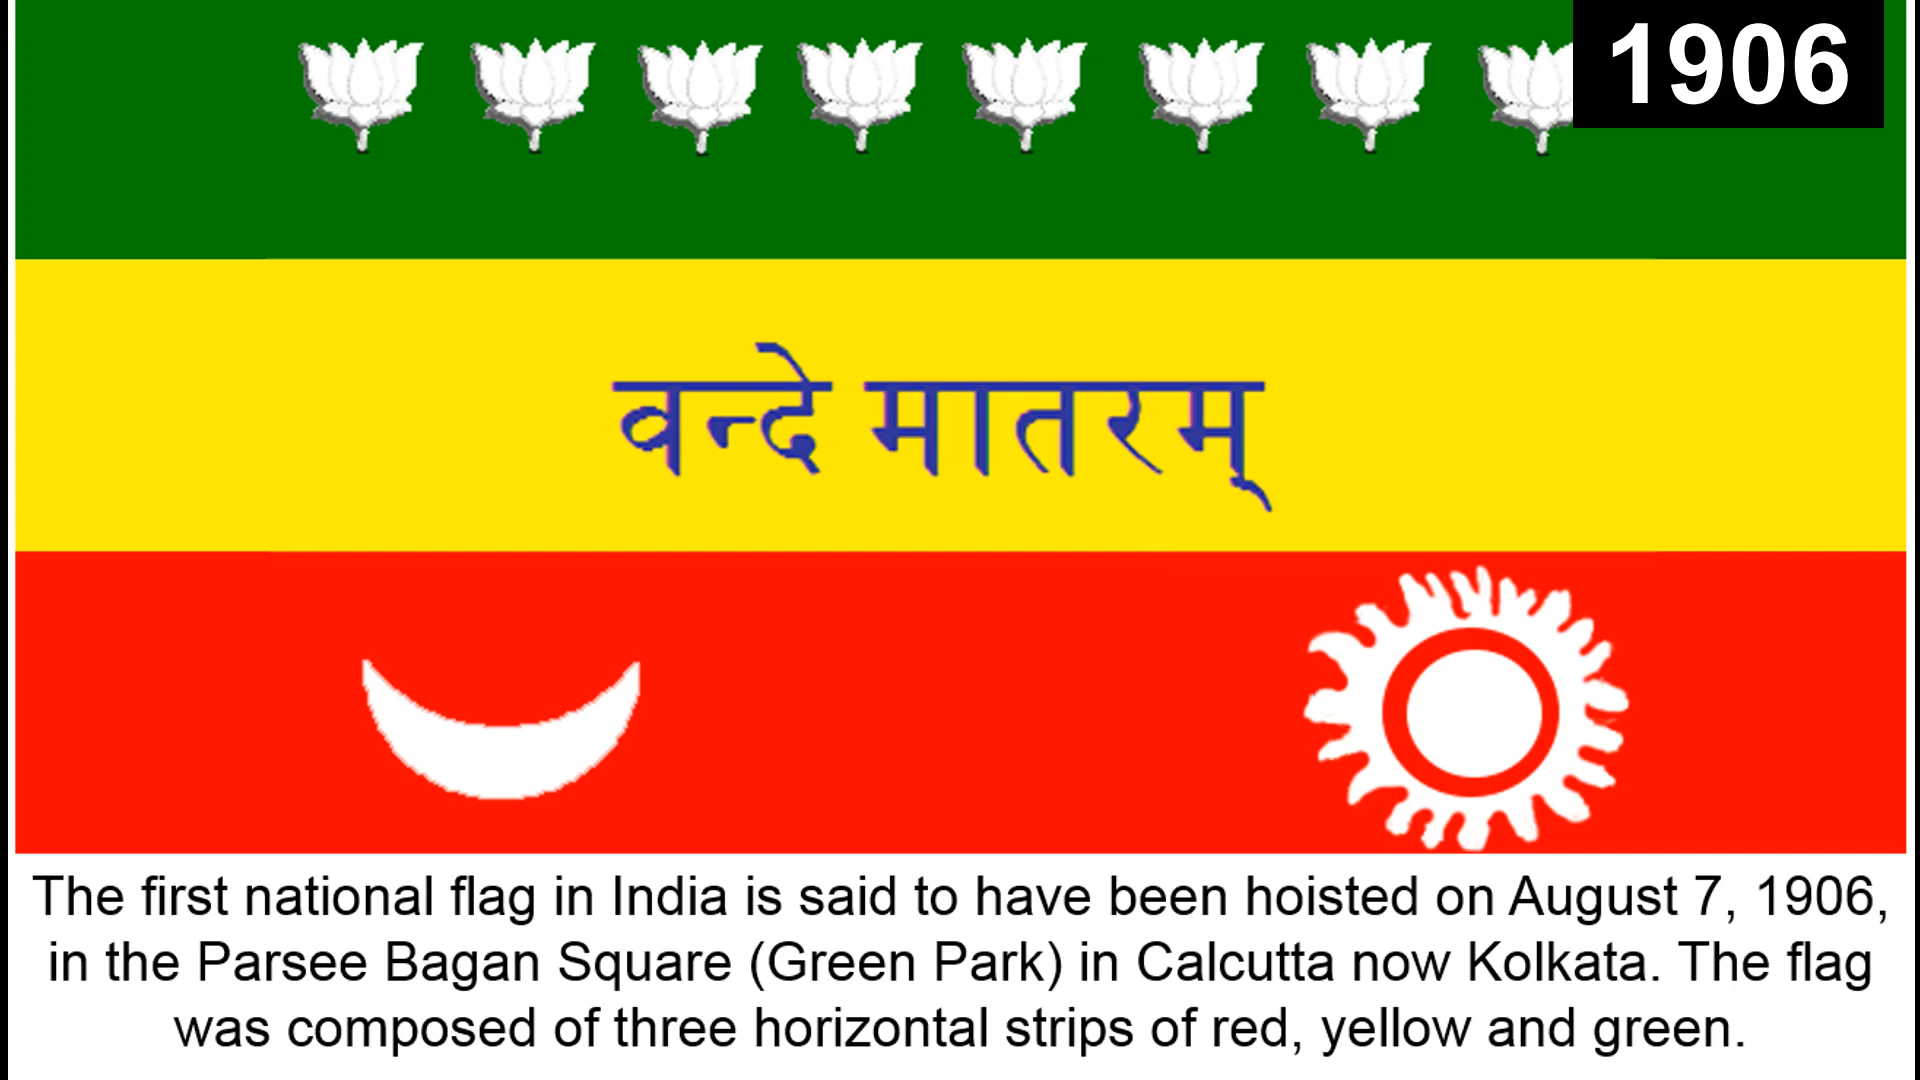 1906
वन्दे मातरम्
The first national flag in India is said to have been hoisted on August 7, 1906,
in the Parsee Bagan Square (Green Park) in Calcutta now Kolkata. The flag
was composed of three horizontal strips of red, yellow and green.